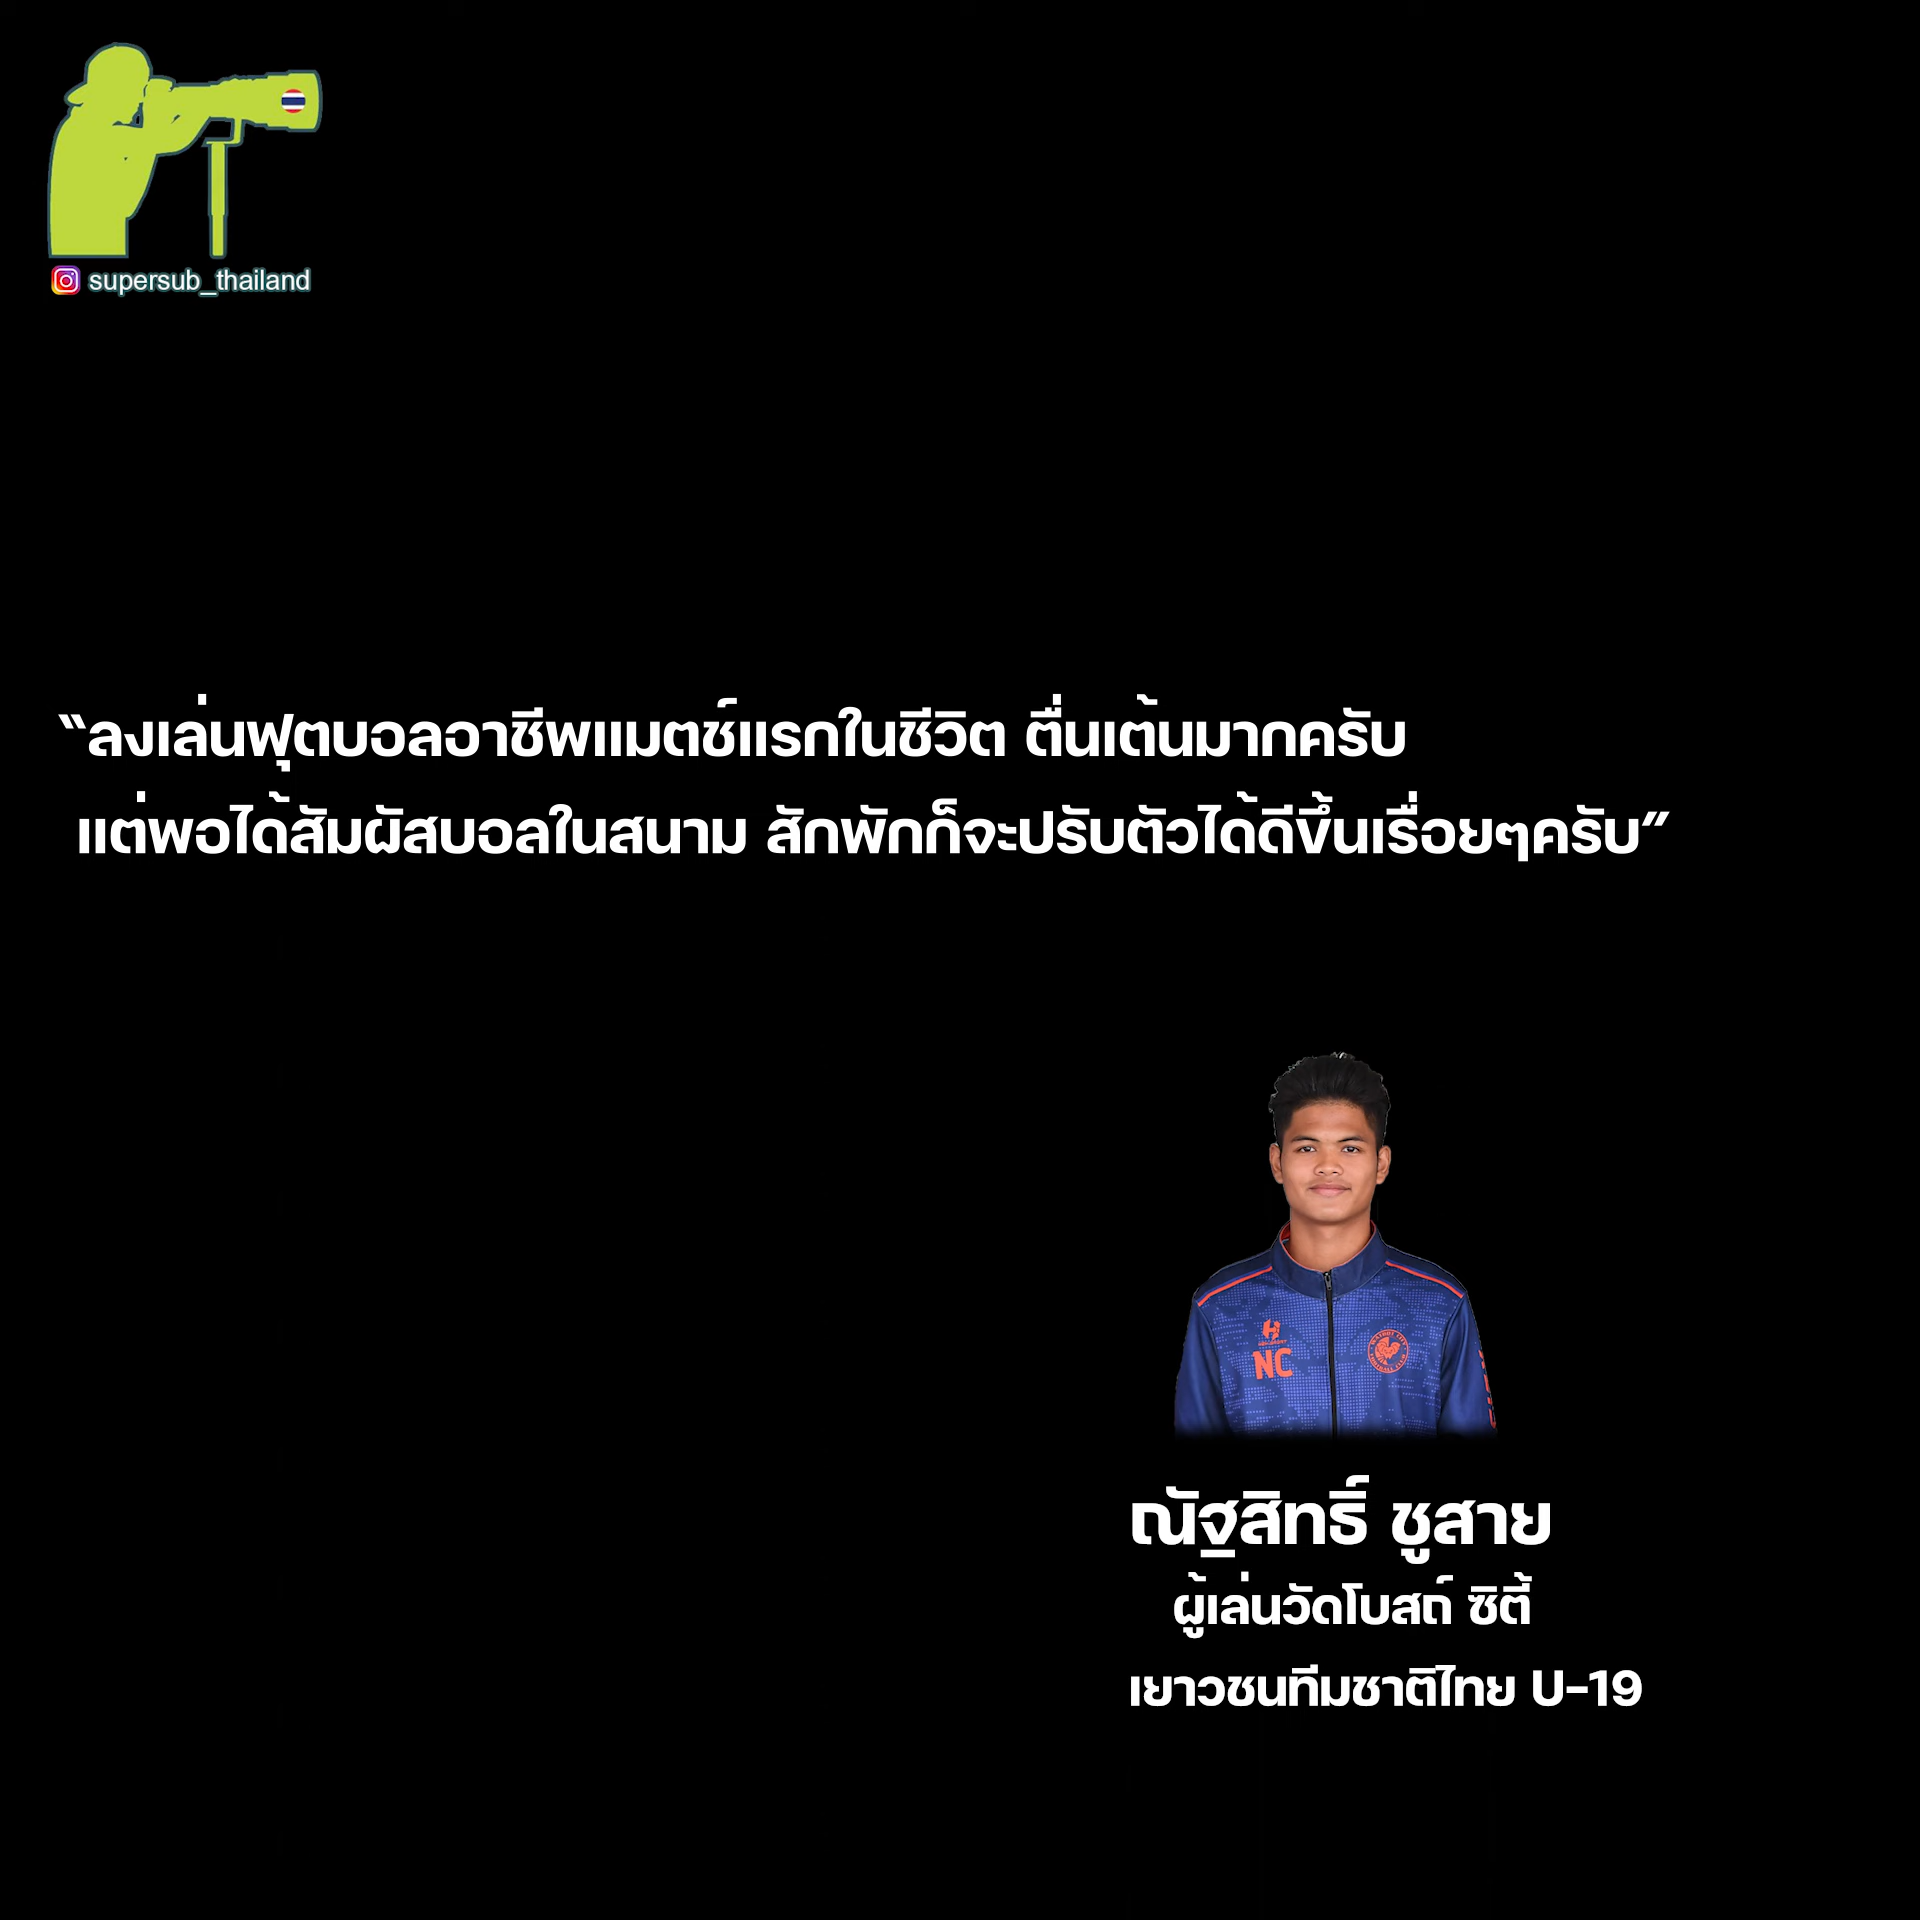 supersub_thailand
“ลงเล่นฟุตบอลอาชีพแมตช์แรกในชีวิต ตื่นเต้นมากครับ
แต่พอได้สัมผัสบอลในสนาม สักพักก็จะปรับตัวได้ดีขึ้นเรื่อยๆครับ”
NC
ณัฐสิทธิ์ ชูสาย
ผู้เล่นวัดโบสถ์ ซิตี้
เยาวชนทีมชาติไทย U-19